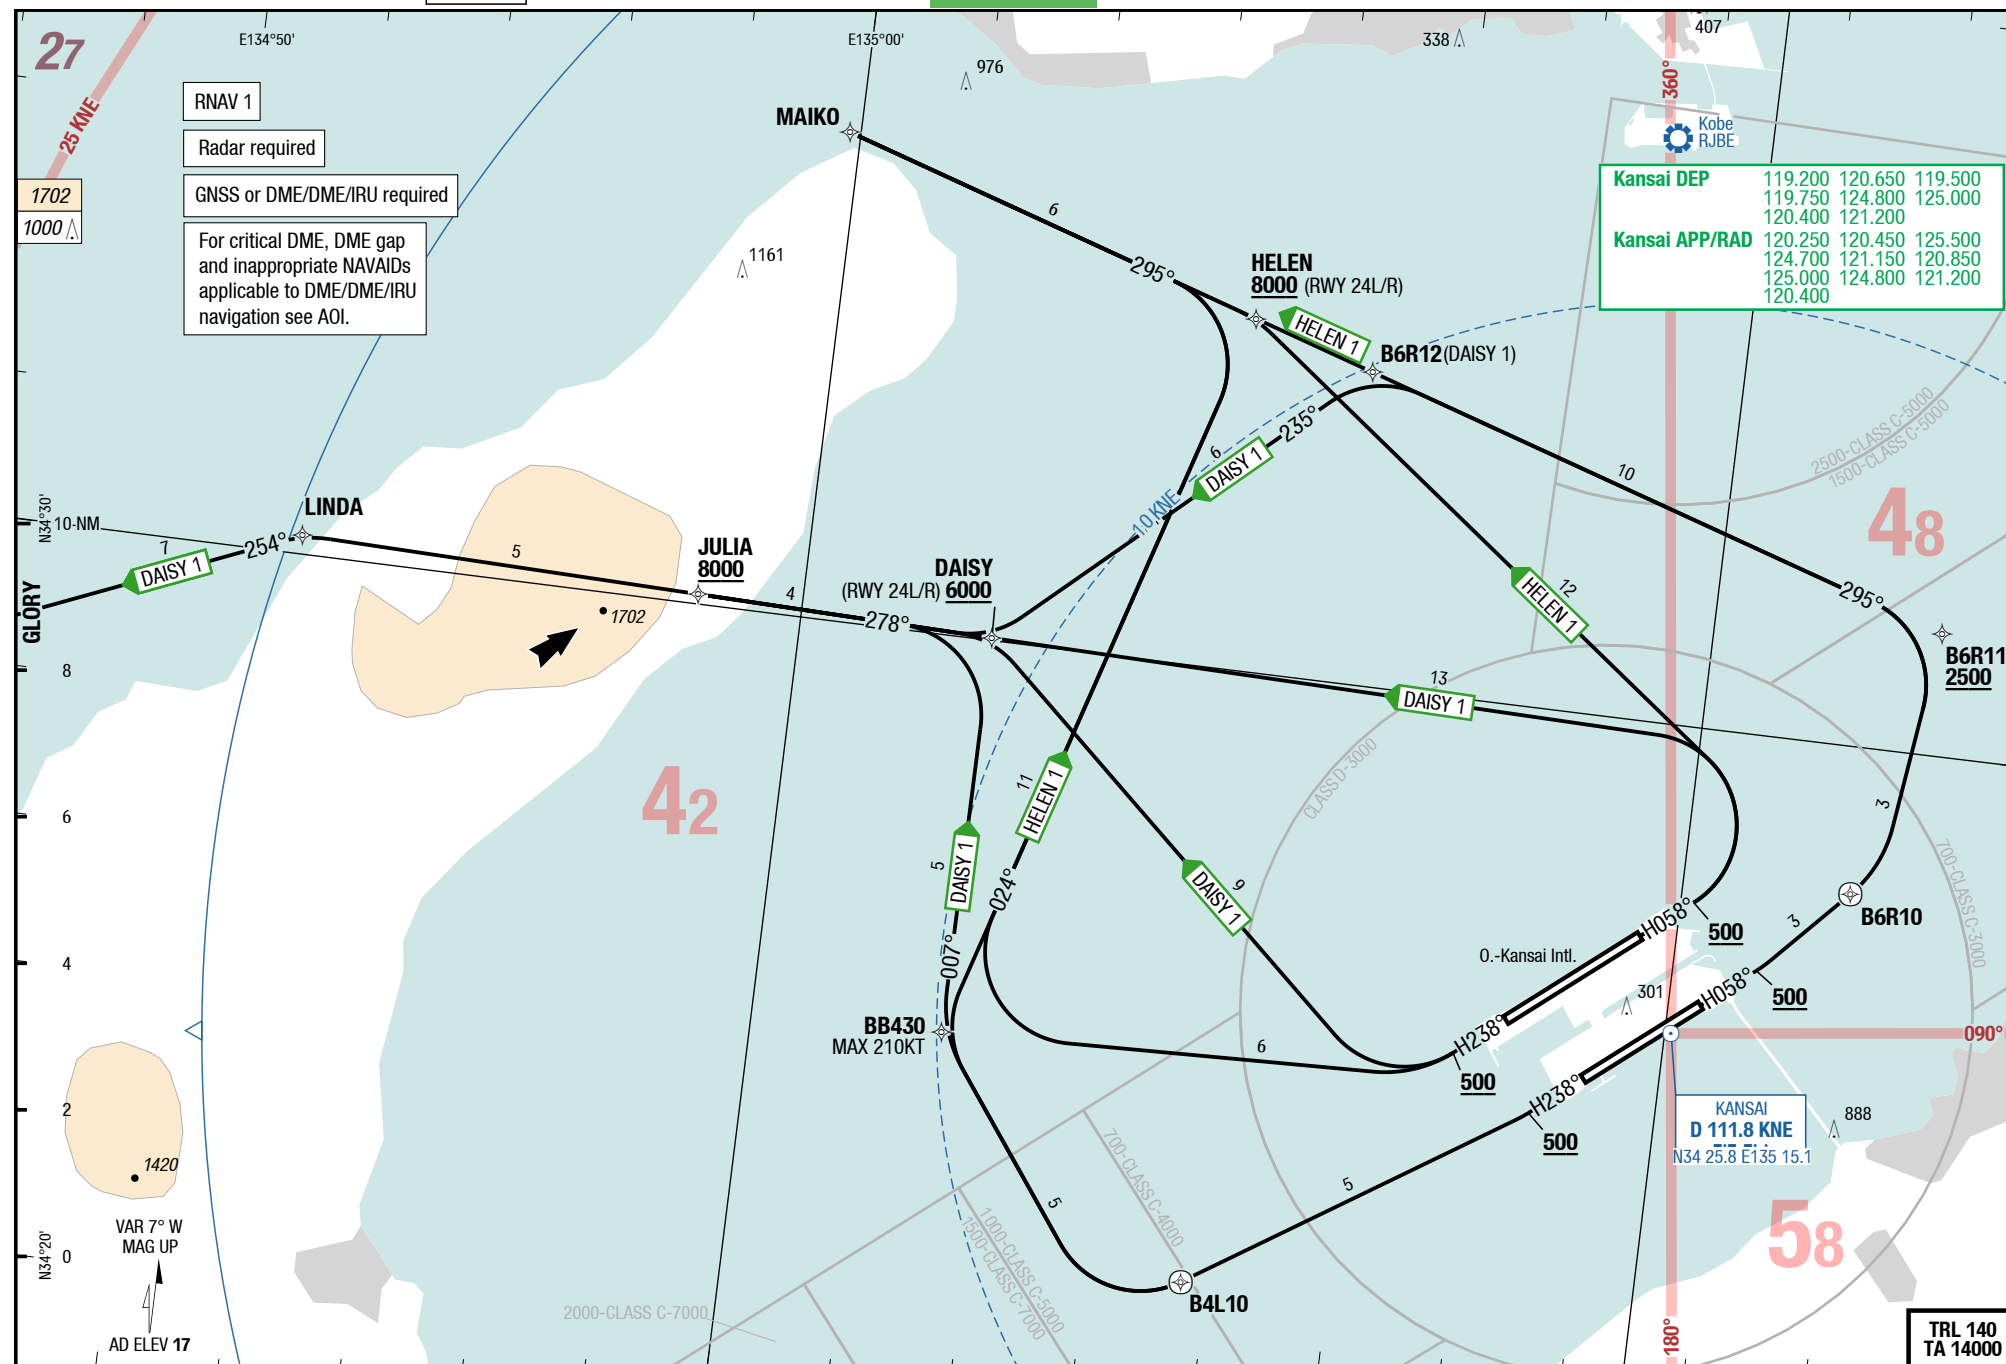 27
E134°50'
E135°00'
976
338
407
360°
25 KNE
RNAV 1
Radar required
GNSS or DME/DME/IRU required
For critical DME, DME gap
and inappropriate NAVAIDs
applicable to DME/DME/IRU
navigation see AOI.
1702
1000
MAIKO
Kobe
RJBE
Kansai DEP 119.200 120.650 119.500
119.750 124.800 125.000
120.400 121.200
Kansai APP/RAD 120.250 120.450 125.500
124.700 121.150 120.850
125.000 124.800 121.200
120.400
6
1161
295°
HELEN
8000 (RWY 24L/R)
HELEN 1
B6R12 (DAISY 1)
235°
6
DAISY 1
10 KNE
10
2500-CLASS C-5000
1500-CLASS C-5000
48
N34°30'
10-NM
LINDA
7
254°
DAISY 1
5
JULIA
8000
1702
4
278°
DAISY
(RWY 24L/R) 6000
12
HELEN 1
295°
GLORY
8
B6R11
2500
13
DAISY 1
CLASS D-3000
42
6
11
HELEN 1
3
5
DAISY 1
024°
9
DAISY 1
700-CLASS C-3000
H058°
500
3
B6R10
4
007°
O.-Kansai Intl.
301
H058°
500
BB430
MAX 210KT
6
H238°
500
090°
2
H238°
500
KANSAI
D 111.8 KNE
N34 25.8 E135 15.1
888
1420
700-CLASS C-4000
5
5
1000-CLASS C-5000
1500-CLASS C-7000
58
VAR 7° W
MAG UP
N34°20'
0
B4L10
2000-CLASS C-7000
AD ELEV 17
180°
TRL 140
TA 14000